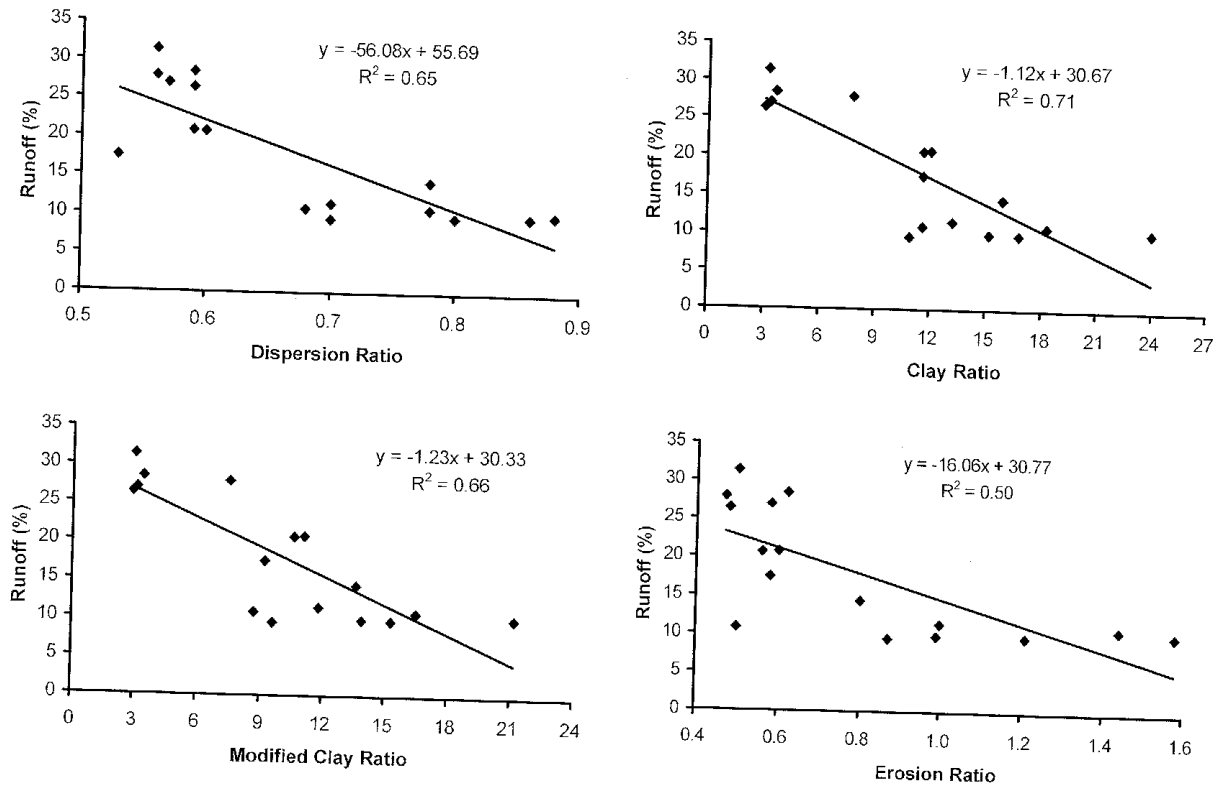 35
30
25
20
15
10
5
0
Runoff (%)
y = -56.08x + 55.69
R² = 0.65
0.5 0.6 0.7 0.8 0.9
Dispersion Ratio
35
30
25
20
15
10
5
0
Runoff (%)
y = -1.12x + 30.67
R² = 0.71
0 3 6 9 12 15 18 21 24 27
Clay Ratio
35
30
25
20
15
10
5
0
Runoff (%)
y = -1.23x + 30.33
R² = 0.66
0 3 6 9 12 15 18 21 24
Modified Clay Ratio
35
30
25
20
15
10
5
0
Runoff (%)
y = -16.06x + 30.77
R² = 0.50
0.4 0.6 0.8 1.0 1.2 1.4 1.6
Erosion Ratio